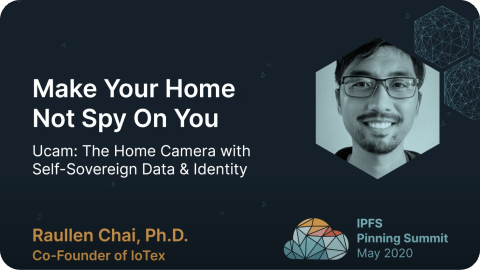 Make Your Home
Not Spy On You
Ucam: The Home Camera with
Self-Sovereign Data & Identity
Raullen Chai, Ph.D.
Co-Founder of IoTex
IPFS
Pinning Summit
May 2020